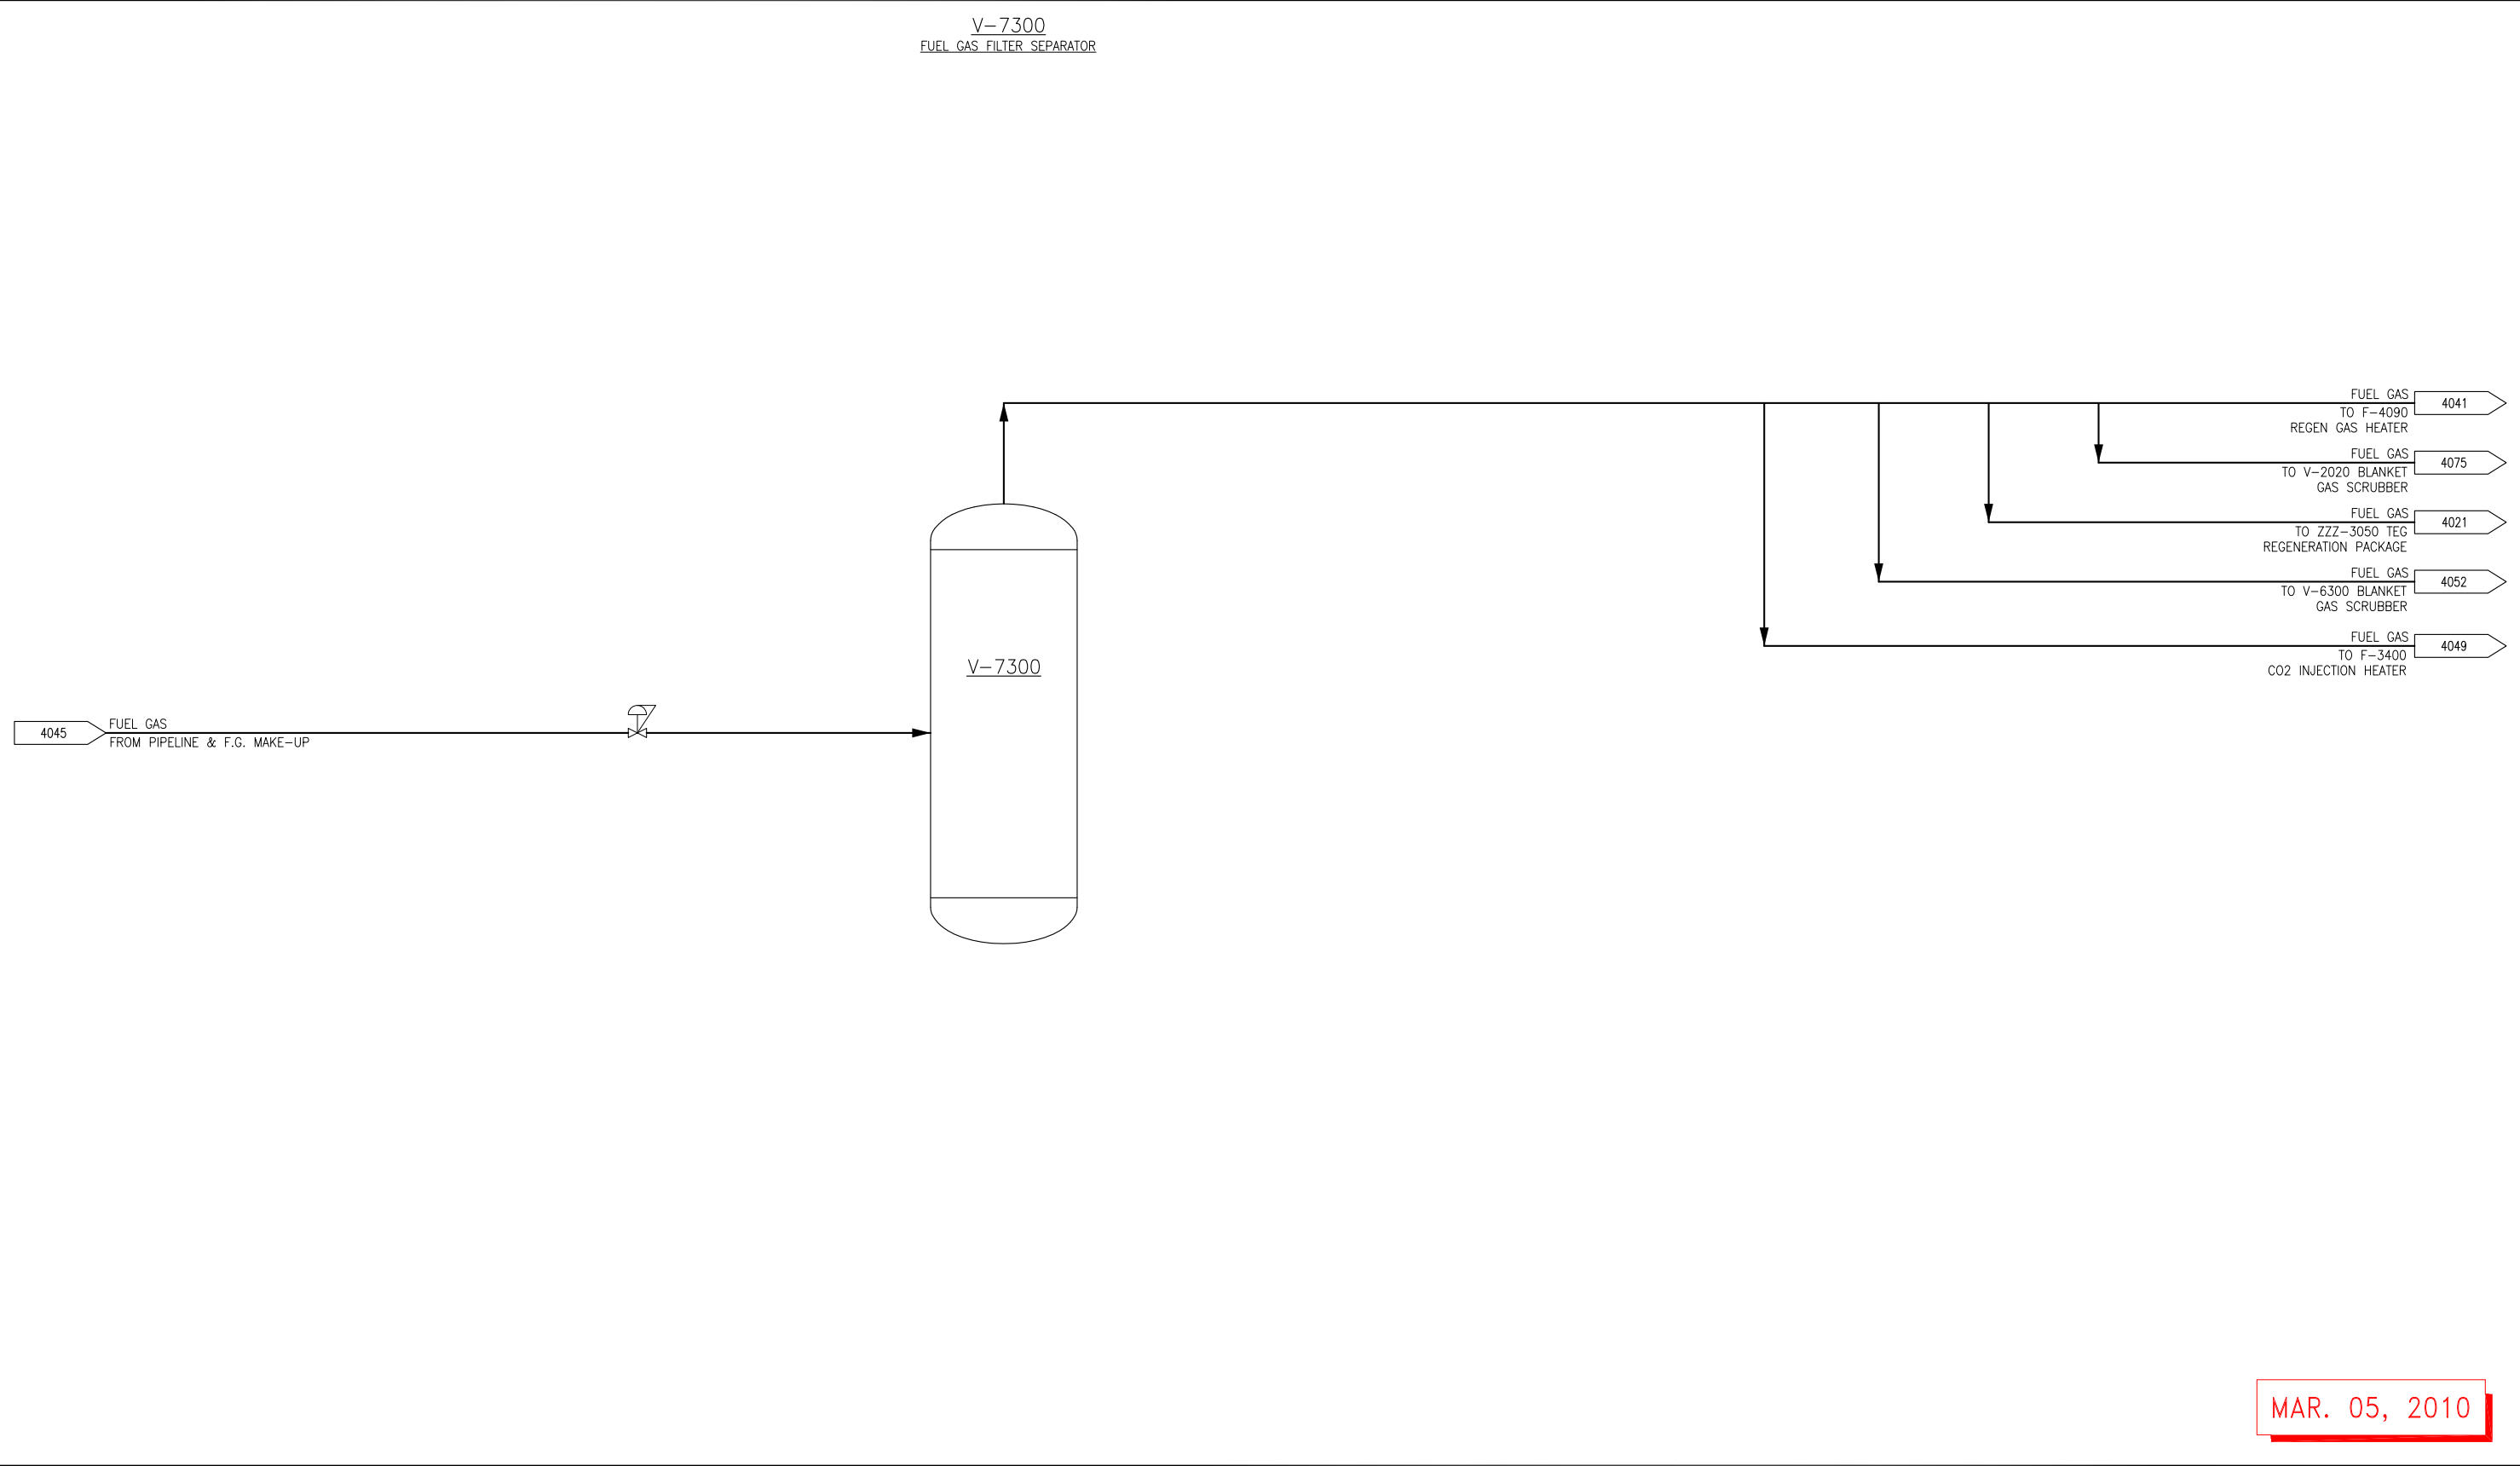 V-7300
FUEL GAS FILTER SEPARATOR
FUEL GAS
4041
TO F-4090
REGEN GAS HEATER
FUEL GAS
4075
TO V-2020 BLANKET
GAS SCRUBBER
FUEL GAS
4021
TO ZZZ-3050 TEG
REGENERATION PACKAGE
FUEL GAS
4052
TO V-6300 BLANKET
GAS SCRUBBER
FUEL GAS
4049
TO F-3400
CO2 INJECTION HEATER
V-7300
4045
FUEL GAS
FROM PIPELINE & F.G. MAKE-UP
MAR. 05, 2010